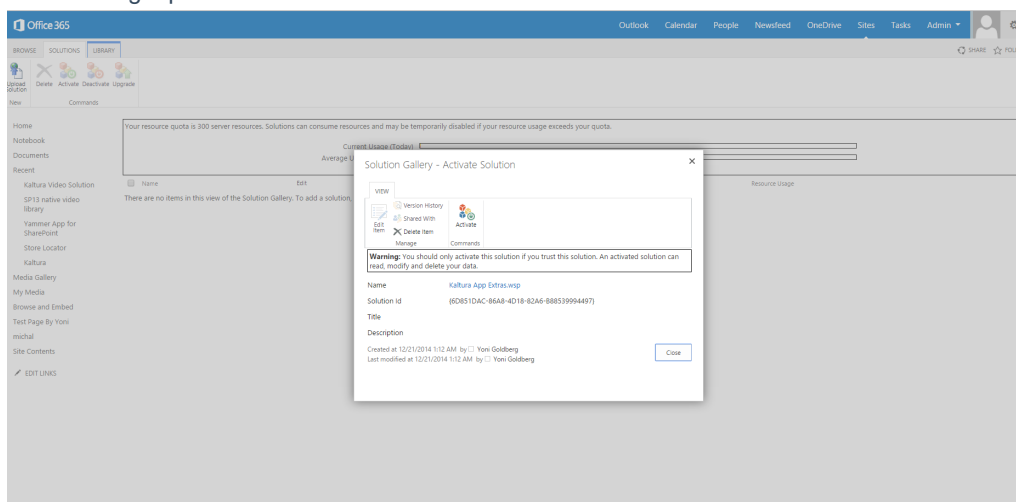 Office 365
Outlook Calendar People Newsfeed OneDrive Sites Tasks Admin
BROWSE SOLUTIONS LIBRARY
SHARE
Upload Solution
Delete Activate Deactivate Upgrade
New Commands
Home
Notebook
Documents
Recent
Kaltura Video Solution
SP13 native video
library
Yammer App for
SharePoint
Store Locator
Kaltura
Media Gallery
My Media
Browse and Embed
Test Page By Yoni
michal
Site Contents
EDIT LINKS
Your resource quota is 300 server resources. Solutions can consume resources and may be temporarily disabled if your resource usage exceeds your quota.
Current Usage (Today)
Average
Name Edit Resource Usage
There are no items in this view of the Solution Gallery. To add a solution,
Solution Gallery - Activate Solution
VIEW
Edit
Item
Version History
Shared With
Delete Item
Activate
Manage Commands
Warning: You should only activate this solution if you trust this solution. An activated solution can
read, modify and delete your data.
Name Kaltura App Extras.wsp
Solution Id {6D851DAC-86A8-4D18-82A6-B88539994497}
Title
Description
Created at 12/21/2014 1:12 AM by Yoni Goldberg
Last modified at 12/21/2014 1:12 AM by Yoni Goldberg
Close